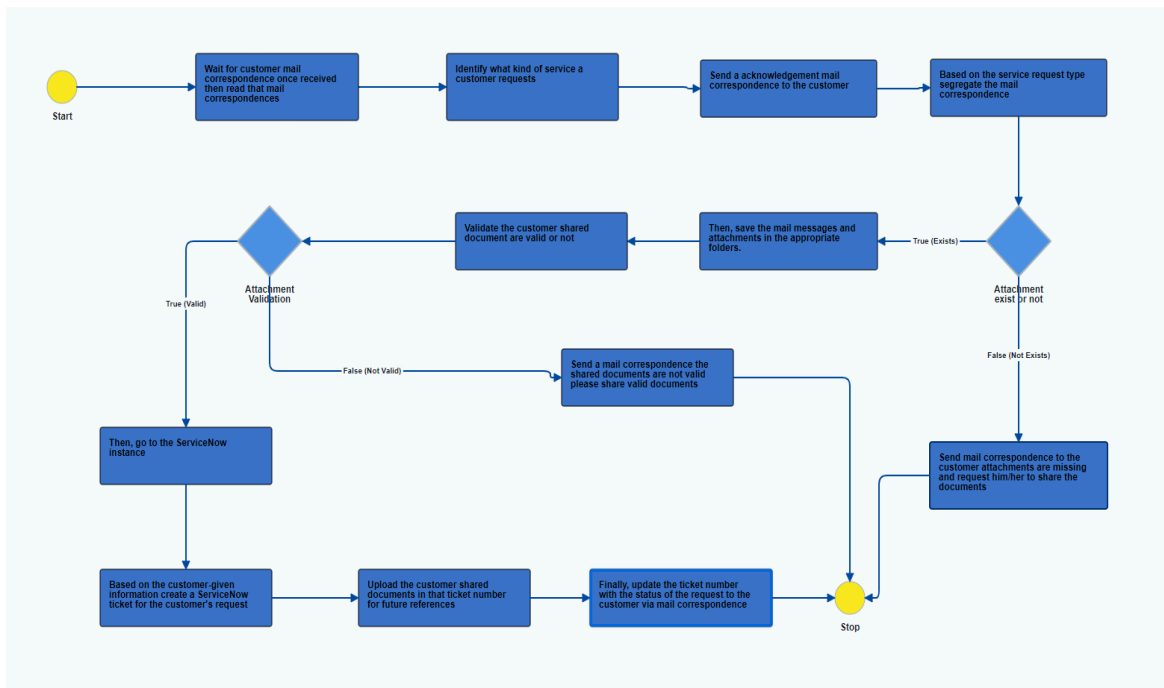 Wait for customer mail
correspondence once received
then read that mail
correspondences
Identify what kind of service a
customer requests
Send a acknowledgement mail
correspondence to the customer
Based on the service request type
segregate the mail
correspondence
Start
Validate the customer shared
document are valid or not
Then, save the mail messages and
attachments in the appropriate
folders.
True (Exists)
Attachment
Validation
Attachment
exist or not
True (Valid)
False (Not Exists)
False (Not Valid)
Send a mail correspondence the
shared documents are not valid
please share valid documents
Then, go to the ServiceNow
instance
Send mail correspondence to the
customer attachments are missing
and request him/her to share the
documents
Based on the customer-given
information create a ServiceNow
ticket for the customer's request
Upload the customer shared
documents in that ticket number
for future references
Finally, update the ticket number
with the status of the request to the
customer via mail correspondence
Stop